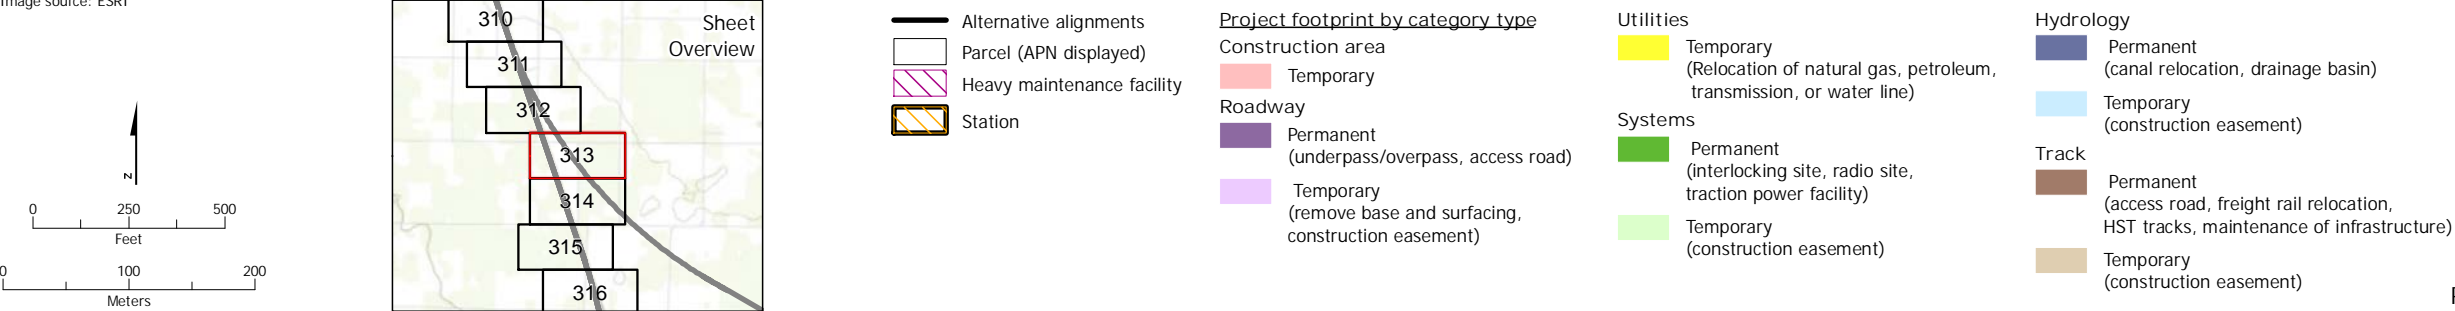 Image source: ESRI
N
0 250 500
Feet
0 100 200
Meters
Sheet
Overview
310
311
312
313
314
315
316
Alternative alignments
Parcel (APN displayed)
Heavy maintenance facility
Station
Project footprint by category type
Construction area
Temporary
Roadway
Permanent
(underpass/overpass, access road)
Temporary
(remove base and surfacing,
construction easement)
Utilities
Temporary
(Relocation of natural gas, petroleum,
transmission, or water line)
Systems
Permanent
(interlocking site, radio site,
traction power facility)
Temporary
(construction easement)
Hydrology
Permanent
(canal relocation, drainage basin)
Temporary
(construction easement)
Track
Permanent
(access road, freight rail relocation,
HST tracks, maintenance of infrastructure)
Temporary
(construction easement)